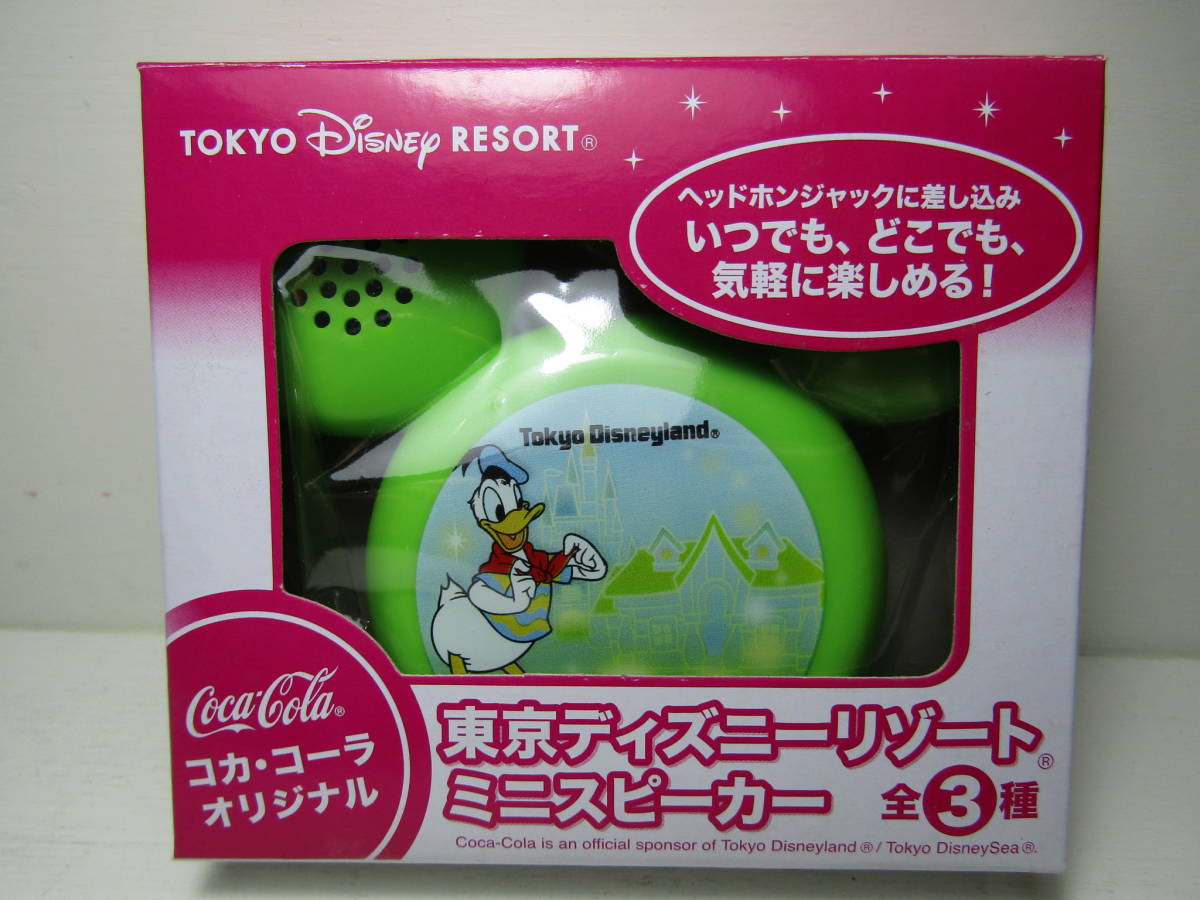 TOKYO Disney RESORT®
ヘッドホンジャックに差し込み
いつでも、どこでも、
気軽に楽しめる!
Tokyo Disneyland®
Coca-Cola®
コカ・コーラ
オリジナル
東京ディズニーリゾート®
ミニスピーカー 全3種
Coca-Cola is an official sponsor of Tokyo Disneyland®/ Tokyo DisneySea®.